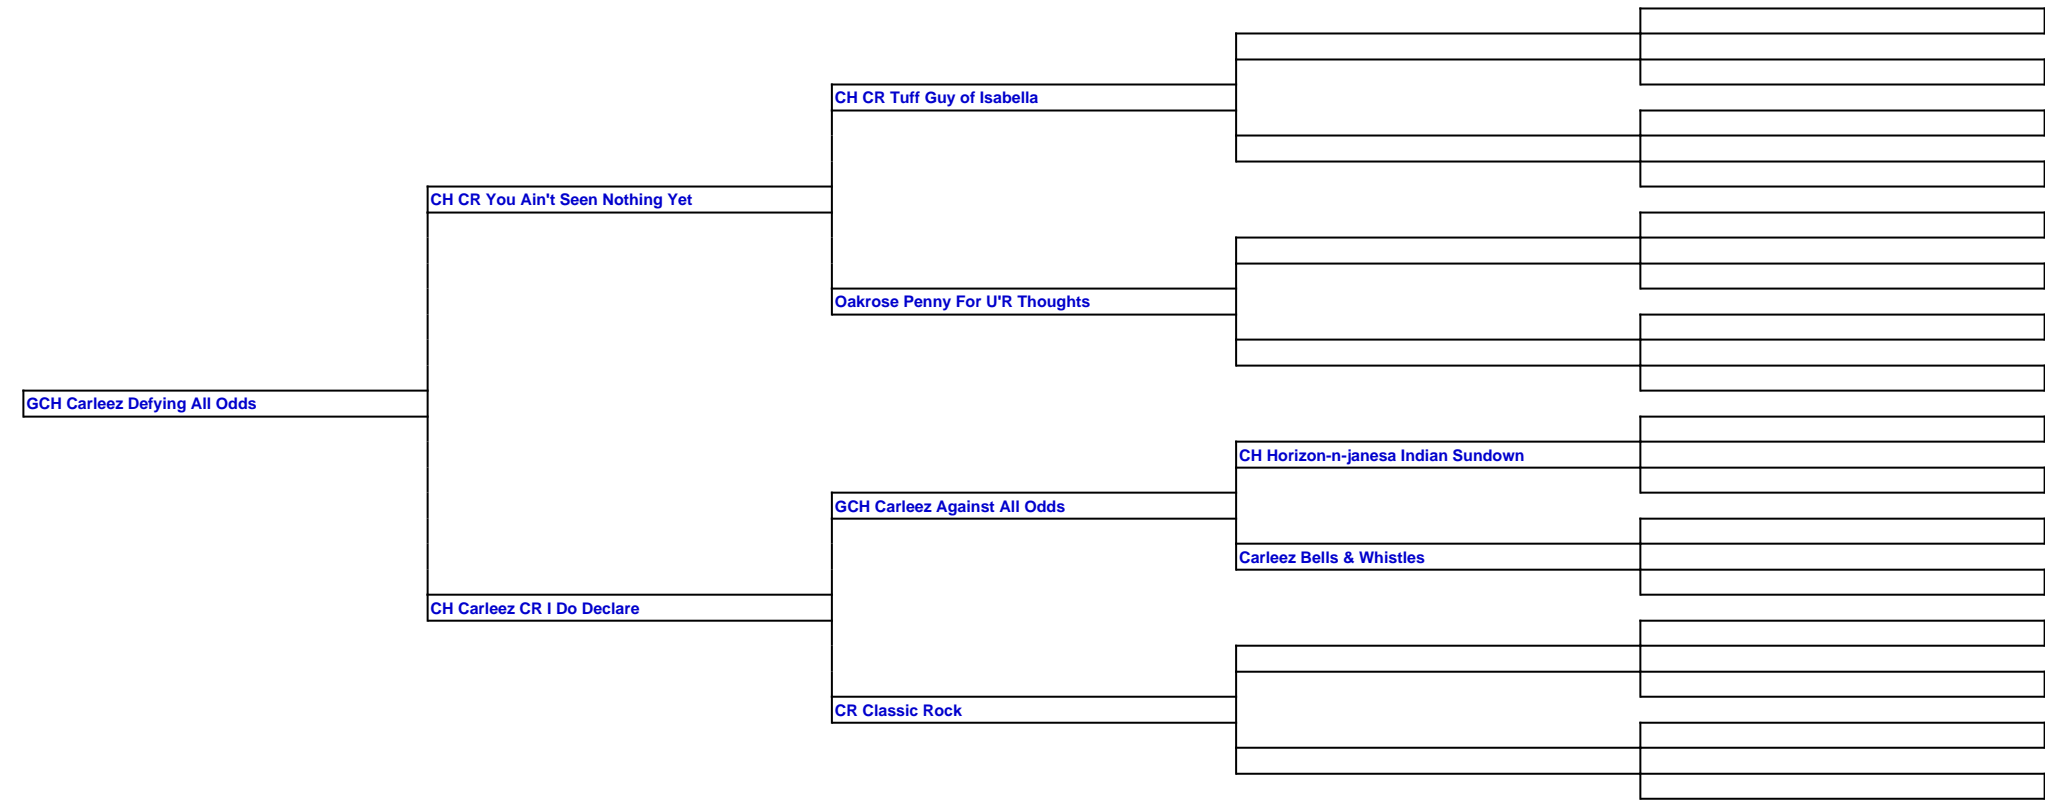 CH CR Tuff Guy of Isabella
CH CR You Ain't Seen Nothing Yet
Oakrose Penny For U'R Thoughts
GCH Carleez Defying All Odds
CH Horizon-n-janesa Indian Sundown
GCH Carleez Against All Odds
Carleez Bells & Whistles
CH Carleez CR I Do Declare
CR Classic Rock